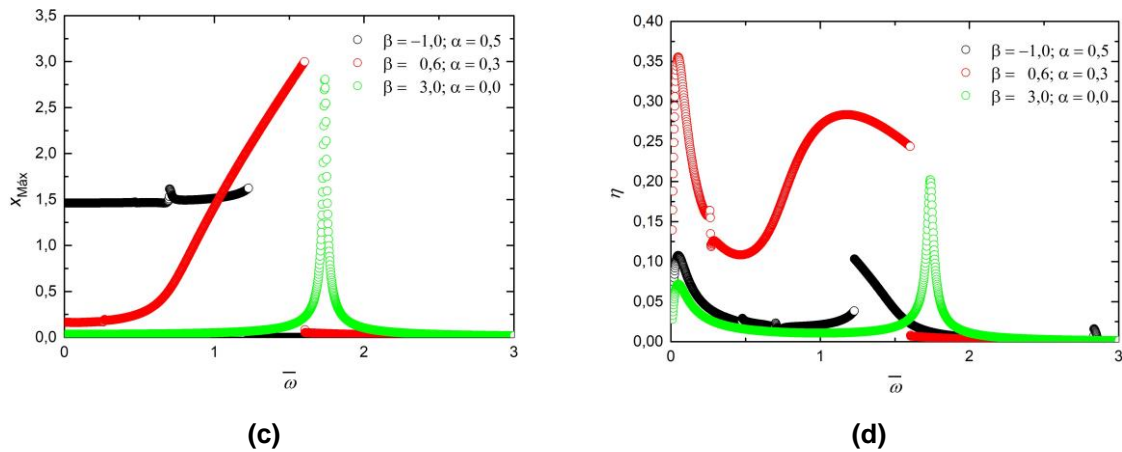 3,5
3,0
2,5
2,0
1,5
1,0
0,5
0,0
x_Máx
0 1 2 3
ω̅
β = −1,0; α = 0,5
β = 0,6; α = 0,3
β = 3,0; α = 0,0
(c)
0,40
0,35
0,30
0,25
0,20
0,15
0,10
0,05
0,00
η
0 1 2 3
ω̅
β = −1,0; α = 0,5
β = 0,6; α = 0,3
β = 3,0; α = 0,0
(d)